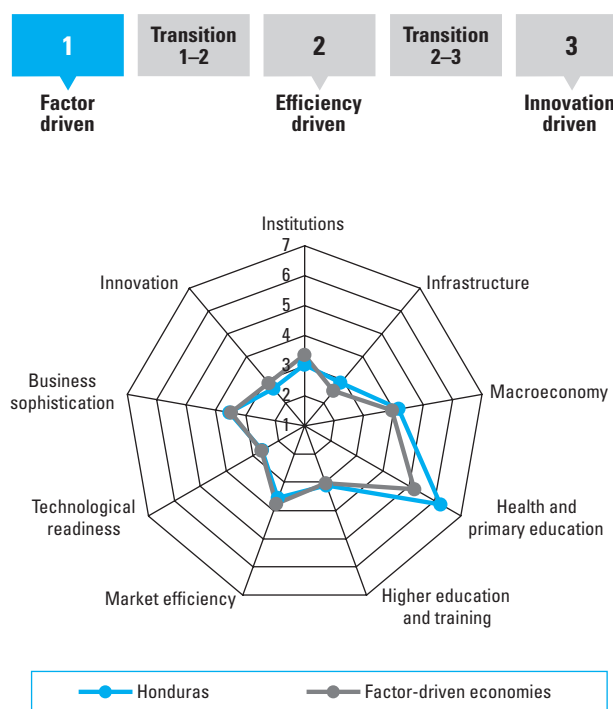 1
Transition
1–2
2
Transition
2–3
3
Factor
driven
Efficiency
driven
Innovation
driven
Institutions
7
6
5
4
3
2
1
Infrastructure
Macroeconomy
Health and
primary education
Higher education
and training
Market efficiency
Technological
readiness
Business
sophistication
Innovation
Honduras
Factor-driven economies